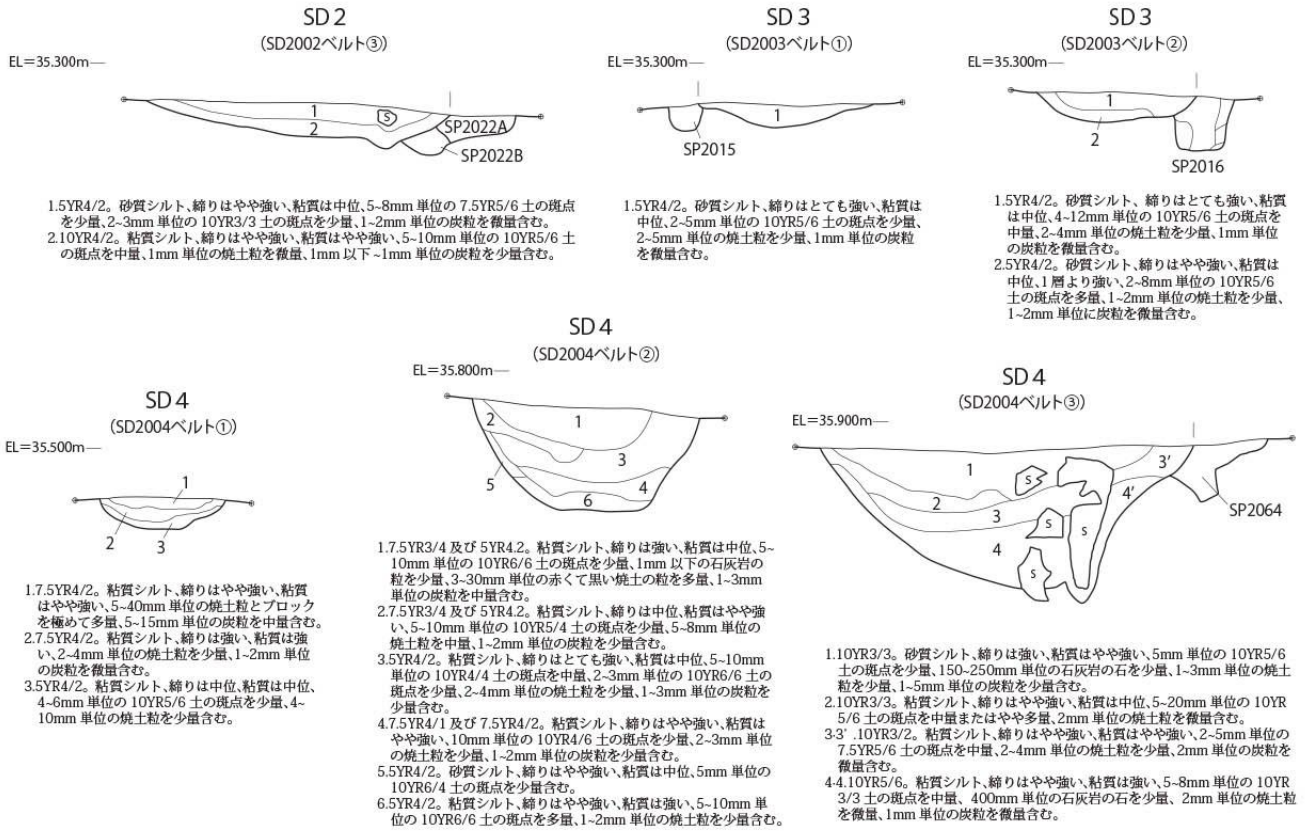 SD 2
(SD2002ベルト③)
EL=35.300m
1
2
S
SP2022A
SP2022B
1.5YR4/2。砂質シルト、締りはやや強い、粘質は中位、5~8mm 単位の 7.5YR5/6 土の斑点
を少量、2~3mm 単位の 10YR3/3 土の斑点を少量、1~2mm 単位の炭粒を微量含む。
2.10YR4/2。粘質シルト、締りはやや強い、粘質はやや強い、5~10mm 単位の 10YR5/6 土
の斑点を中量、1mm 単位の焼土粒を微量、1mm 以下 ~1mm 単位の炭粒を少量含む。
SD 3
(SD2003ベルト①)
EL=35.300m
1
SP2015
1.5YR4/2。砂質シルト、締りはとても強い、粘質は
中位、2~5mm 単位の 10YR5/6 土の斑点を少量、
2~5mm 単位の焼土粒を少量、1mm 単位の炭粒
を微量含む。
SD 3
(SD2003ベルト②)
EL=35.300m
1
2
SP2016
1.5YR4/2。砂質シルト、締りはとても強い、粘質
は中位、4~12mm 単位の 10YR5/6 土の斑点を
中量、2~4mm 単位の焼土粒を少量、1mm 単位
の炭粒を微量含む。
2.5YR4/2。砂質シルト、締りはやや強い、粘質は
中位、1 層より強い、2~8mm 単位の 10YR5/6
土の斑点を多量、1~2mm 単位の焼土粒を少量、
1~2mm 単位に炭粒を微量含む。
SD 4
(SD2004ベルト①)
EL=35.500m
1
2
3
1.7.5YR4/2。粘質シルト、締りはやや強い、粘質
はやや強い、5~40mm 単位の焼土粒とブロック
を極めて多量、5~15mm 単位の炭粒を中量含む。
2.7.5YR4/2。粘質シルト、締りは強い、粘質は強
い、2~4mm 単位の焼土粒を少量、1~2mm 単位
の炭粒を微量含む。
3.5YR4/2。粘質シルト、締りは中位、粘質は中位、
4~6mm 単位の 10YR5/6 土の斑点を少量、4~
10mm 単位の焼土粒を少量含む。
SD 4
(SD2004ベルト②)
EL=35.800m
1
2
3
4
5
6
1.7.5YR3/4 及び 5YR4.2。粘質シルト、締りは強い、粘質は中位、5~
10mm 単位の 10YR6/6 土の斑点を少量、1mm 以下の石灰岩の
粒を少量、3~30mm 単位の赤くて黒い焼土の粒を多量、1~3mm
単位の炭粒を中量含む。
2.7.5YR3/4 及び 5YR4.2。粘質シルト、締りは中位、粘質はやや強
い、5~10mm 単位の 10YR5/4 土の斑点を少量、5~8mm 単位の
焼土粒を中量、1~2mm 単位の炭粒を少量含む。
3.5YR4/2。粘質シルト、締りはとても強い、粘質は中位、5~10mm
単位の 10YR4/4 土の斑点を中量、2~3mm 単位の 10YR6/6 土の
斑点を少量、2~4mm 単位の焼土粒を少量、1~3mm 単位の炭粒を
少量含む。
4.7.5YR4/1 及び 7.5YR4/2。粘質シルト、締りはやや強い、粘質は
やや強い、10mm 単位の 10YR4/6 土の斑点を少量、2~3mm 単位
の焼土粒を少量、1~2mm 単位の炭粒を少量含む。
5.5YR4/2。砂質シルト、締りはやや強い、粘質は中位、5mm 単位の
10YR6/4 土の斑点を少量含む。
6.5YR4/2。粘質シルト、締りはやや強い、粘質は強い、5~10mm 単
位の 10YR6/6 土の斑点を多量、1~2mm 単位の焼土粒を少量含む。
SD 4
(SD2004ベルト③)
EL=35.900m
1
2
3
4
3'
4'
S
S
S
S
SP2064
1.10YR3/3。砂質シルト、締りは強い、粘質はやや強い、5mm 単位の 10YR5/6
土の斑点を少量、150~250mm 単位の石灰岩の石を少量、1~3mm 単位の焼土
粒を少量、1~5mm 単位の炭粒を少量含む。
2.10YR3/3。粘質シルト、締りはやや強い、粘質は中位、5~20mm 単位の 10YR
5/6 土の斑点を中量またはやや多量、2mm 単位の焼土粒を微量含む。
3-3' .10YR3/2。粘質シルト、締りはやや強い、粘質はやや強い、2~5mm 単位の
7.5YR5/6 土の斑点を中量、2~4mm 単位の焼土粒を少量、2mm 単位の炭粒を
微量含む。
4-4.10YR5/6。粘質シルト、締りはやや強い、粘質は強い、5~8mm 単位の 10YR
3/3 土の斑点を中量、 400mm 単位の石灰岩の石を少量、 2mm 単位の焼土粒
を微量、1mm 単位の炭粒を微量含む。